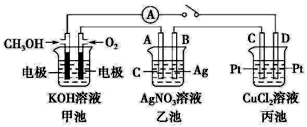 A
CH₃OH O₂ A B C D
电极 电极 C Ag Pt Pt
KOH溶液 AgNO₃溶液 CuCl₂溶液
甲池 乙池 丙池